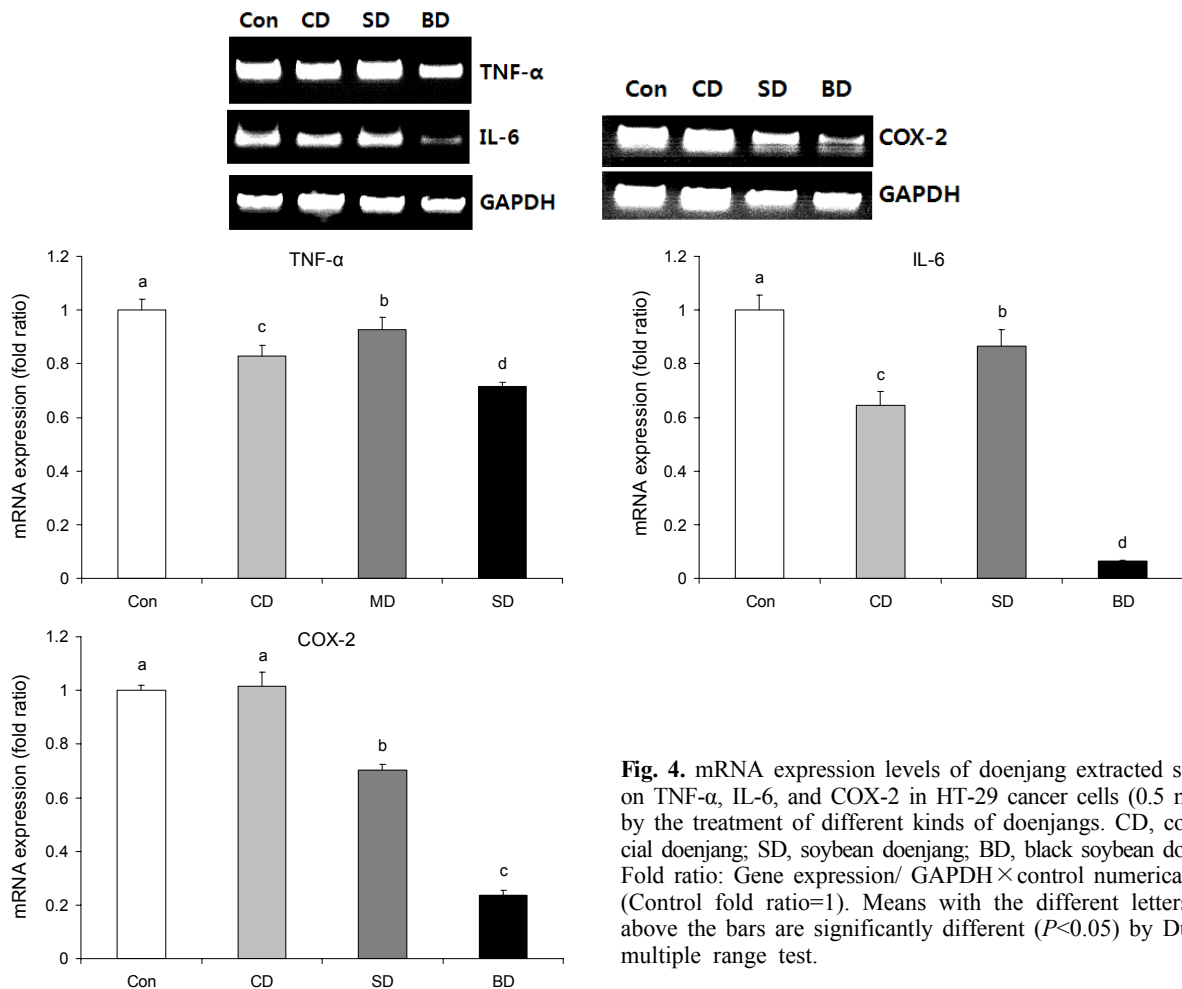 Con CD SD BD
TNF-α
IL-6
GAPDH
Con CD SD BD
COX-2
GAPDH
TNF-α
mRNA expression (fold ratio)
1.2
1
0.8
0.6
0.4
0.2
0
a
c
b
d
Con CD MD SD
IL-6
mRNA expression (fold ratio)
1.2
1
0.8
0.6
0.4
0.2
0
a
c
b
d
Con CD SD BD
COX-2
mRNA expression (fold ratio)
1.2
1
0.8
0.6
0.4
0.2
0
a
a
b
c
Con CD SD BD
Fig. 4. mRNA expression levels of doenjang extracted
on TNF-α, IL-6, and COX-2 in HT-29 cancer cells (0.5
by the treatment of different kinds of doenjangs. CD,
cial doenjang; SD, soybean doenjang; BD, black soybean
Fold ratio: Gene expression/ GAPDH×control
(Control fold ratio=1). Means with the different letters
above the bars are significantly different (P<0.05) by
multiple range test.